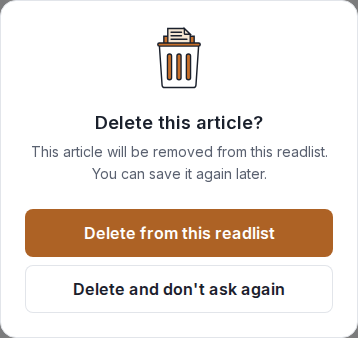 Delete this article?
This article will be removed from this readlist.
You can save it again later.
Delete from this readlist
Delete and don't ask again